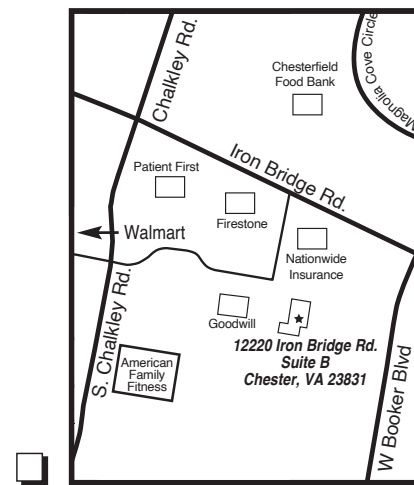 Chalkley Rd.
Chesterfield
Food Bank
Magnolia Cove Circle
Iron Bridge Rd.
Patient First
Firestone
Walmart
Nationwide
Insurance
S. Chalkley Rd.
Goodwill
12220 Iron Bridge Rd.
Suite B
Chester, VA 23831
American
Family
Fitness
W Booker Blvd